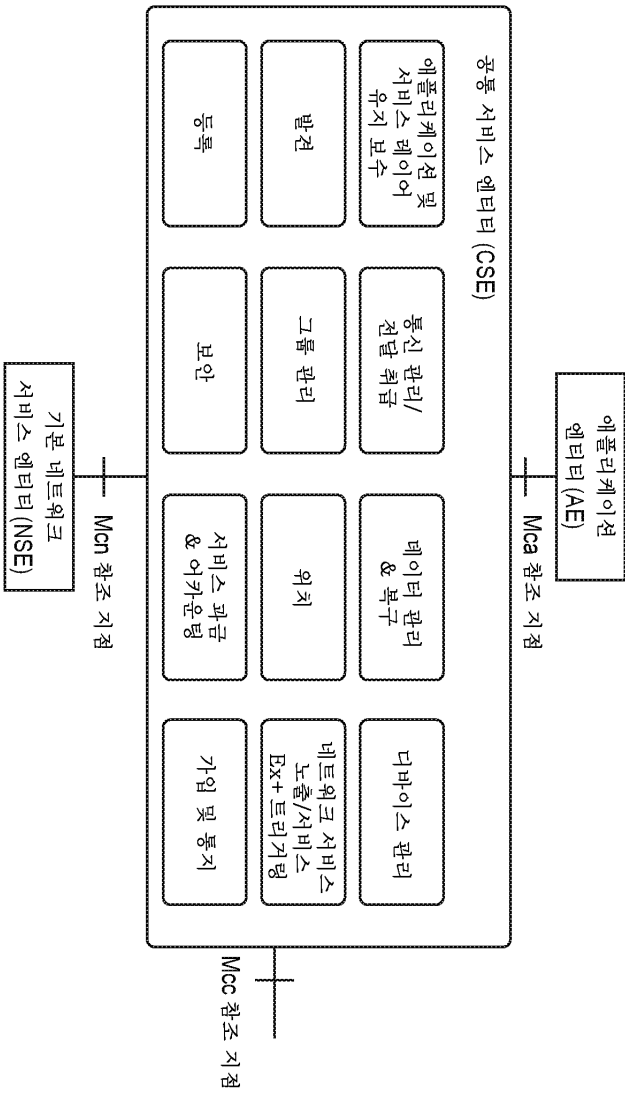 애플리케이션
엔티티 (AE)
Mca 참조 지점
공통 서비스 엔티티 (CSE)
애플리케이션 및
서비스 레이어
유지 보수
통신 관리/
전달 취급
데이터 관리
& 복구
디바이스 관리
발견
그룹 관리
위치
네트워크 서비스
노출/서비스
Ex+ 트리거링
등록
보안
서비스 과금
& 어카운팅
가입 및 통지
Mcc 참조 지점
Mcn 참조 지점
기본 네트워크
서비스 엔티티 (NSE)